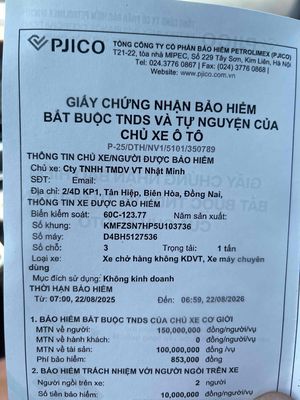 PJICO
TỔNG CÔNG TY CỔ PHẦN BẢO HIỂM PETROLIMEX (PJICO)
T21-22, tòa nhà MIPEC, Số 229 Tây Sơn, Kim Liên, Hà Nội
Tel: 024.3776 0867 | Fax: (024) 3776 0868 |
www.pjico.com.vn
GIẤY CHỨNG NHẬN BẢO HIỂM
BẮT BUỘC TNDS VÀ TỰ NGUYỆN CỦA
CHỦ XE Ô TÔ
P-25/DTH/NV1/5101/350789
THÔNG TIN CHỦ XE/NGƯỜI ĐƯỢC BẢO HIỂM
Chủ xe: Cty TNHH TMDV VT Nhật Minh
SĐT: Email:
Địa chỉ: 2/4D KP1, Tân Hiệp, Biên Hòa, Đồng Nai,
THÔNG TIN XE ĐƯỢC BẢO HIỂM
Biển kiểm soát: 60C-123.77 Năm sản xuất:
Số khung: KMFZSN7HP5U103736
Số máy: D4BH5127536
Số chỗ: 3 Trọng tải: 1 tấn
Loại xe: Xe chở hàng không KDVT, Xe máy chuyên
dùng
Mục đích sử dụng: Không kinh doanh
THỜI HẠN BẢO HIỂM
Từ: 07:00, 22/08/2025 Đến: 06:59, 22/08/2026
1. BẢO HIỂM BẮT BUỘC TNDS CỦA CHỦ XE CƠ GIỚI
MTN về người: 150,000,000 đồng/người/vụ
MTN về hành khách: 0 đồng/người/vụ
MTN về tài sản: 100,000,000 đồng/vụ
Phí bảo hiểm: 853,000 đồng
2. BẢO HIỂM TRÁCH NHIỆM VỚI NGƯỜI NGỒI TRÊN XE
Người ngồi trên xe: 2 người
Số tiền bảo hiểm: 10,000,000 đồng/người/vụ